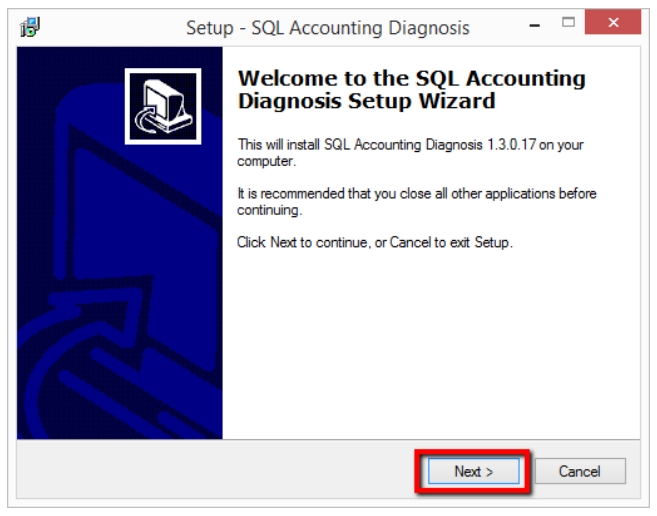 Setup - SQL Accounting Diagnosis
Welcome to the SQL Accounting
Diagnosis Setup Wizard
This will install SQL Accounting Diagnosis 1.3.0.17 on your
computer.
It is recommended that you close all other applications before
continuing.
Click Next to continue, or Cancel to exit Setup.
Next >
Cancel